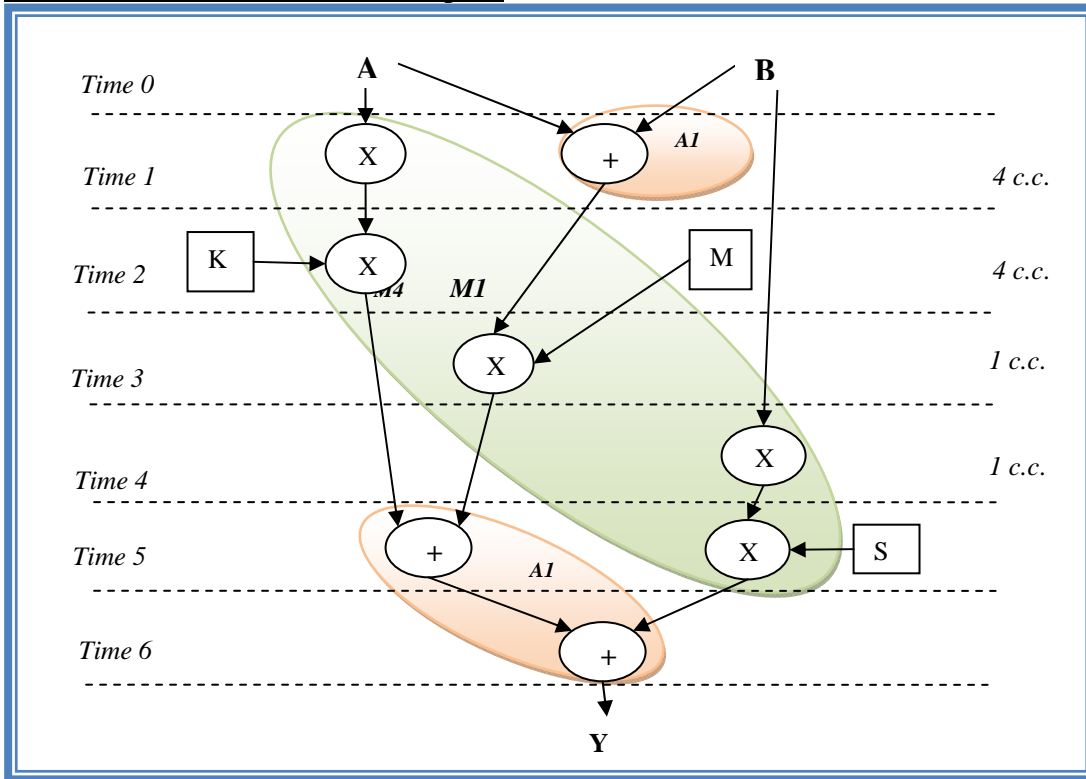 A
B
Time 0
X
+
A1
Time 1
4 c.c.
K
X
M
Time 2
M4
M1
4 c.c.
X
1 c.c.
Time 3
X
1 c.c.
Time 4
+
X
S
Time 5
A1
+
Time 6
Y